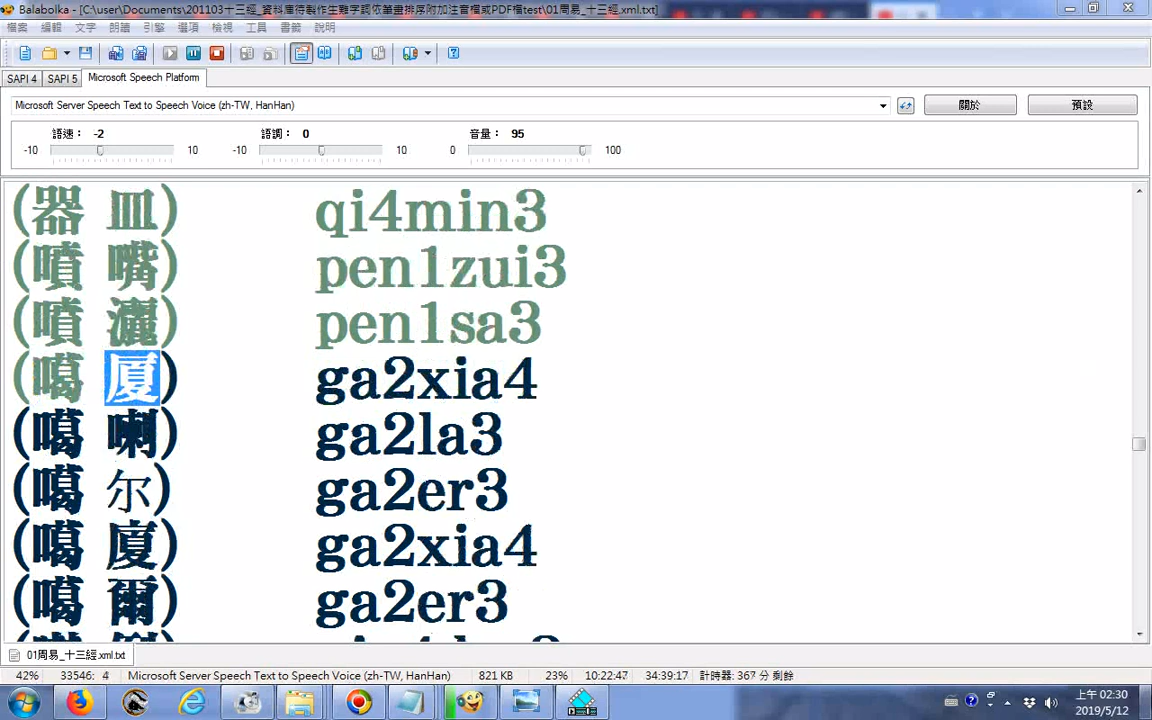 Balabolka - [C:\user\Documents\201103十三經_資料庫待製作生難字詞依筆畫排序附加注音檔或PDF檔test\01周易_十三經.xml.txt]
檔案 編輯 文字 朗讀 引擎 選項 檢視 工具 書籤 說明
SAPI 4 SAPI 5 Microsoft Speech Platform
Microsoft Server Speech Text to Speech Voice (zh-TW, HanHan) 關於 預設
語速： -2 語調： 0 音量： 95
-10 10 -10 10 0 100
(器 皿) qi4min3
(噴 嘴) pen1zui3
(噴 灑) pen1sa3
(噶 厦) ga2xia4
(噶 喇) ga2la3
(噶 尔) ga2er3
(噶 廈) ga2xia4
(噶 爾) ga2er3
01周易_十三經.xml.txt
42% 33546: 4 Microsoft Server Speech Text to Speech Voice (zh-TW, HanHan) 821 KB 23% 10:22:47 34:39:17 計時器: 367 分 剩餘
上午 02:30
2019/5/12